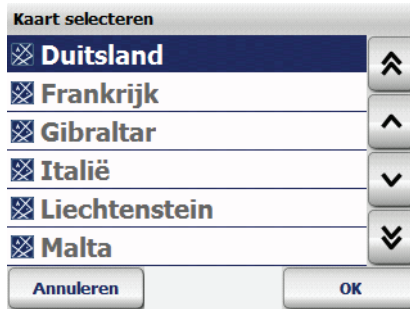 Kaart selecteren
Duitsland
Frankrijk
Gibraltar
Italië
Liechtenstein
Malta
Annuleren OK